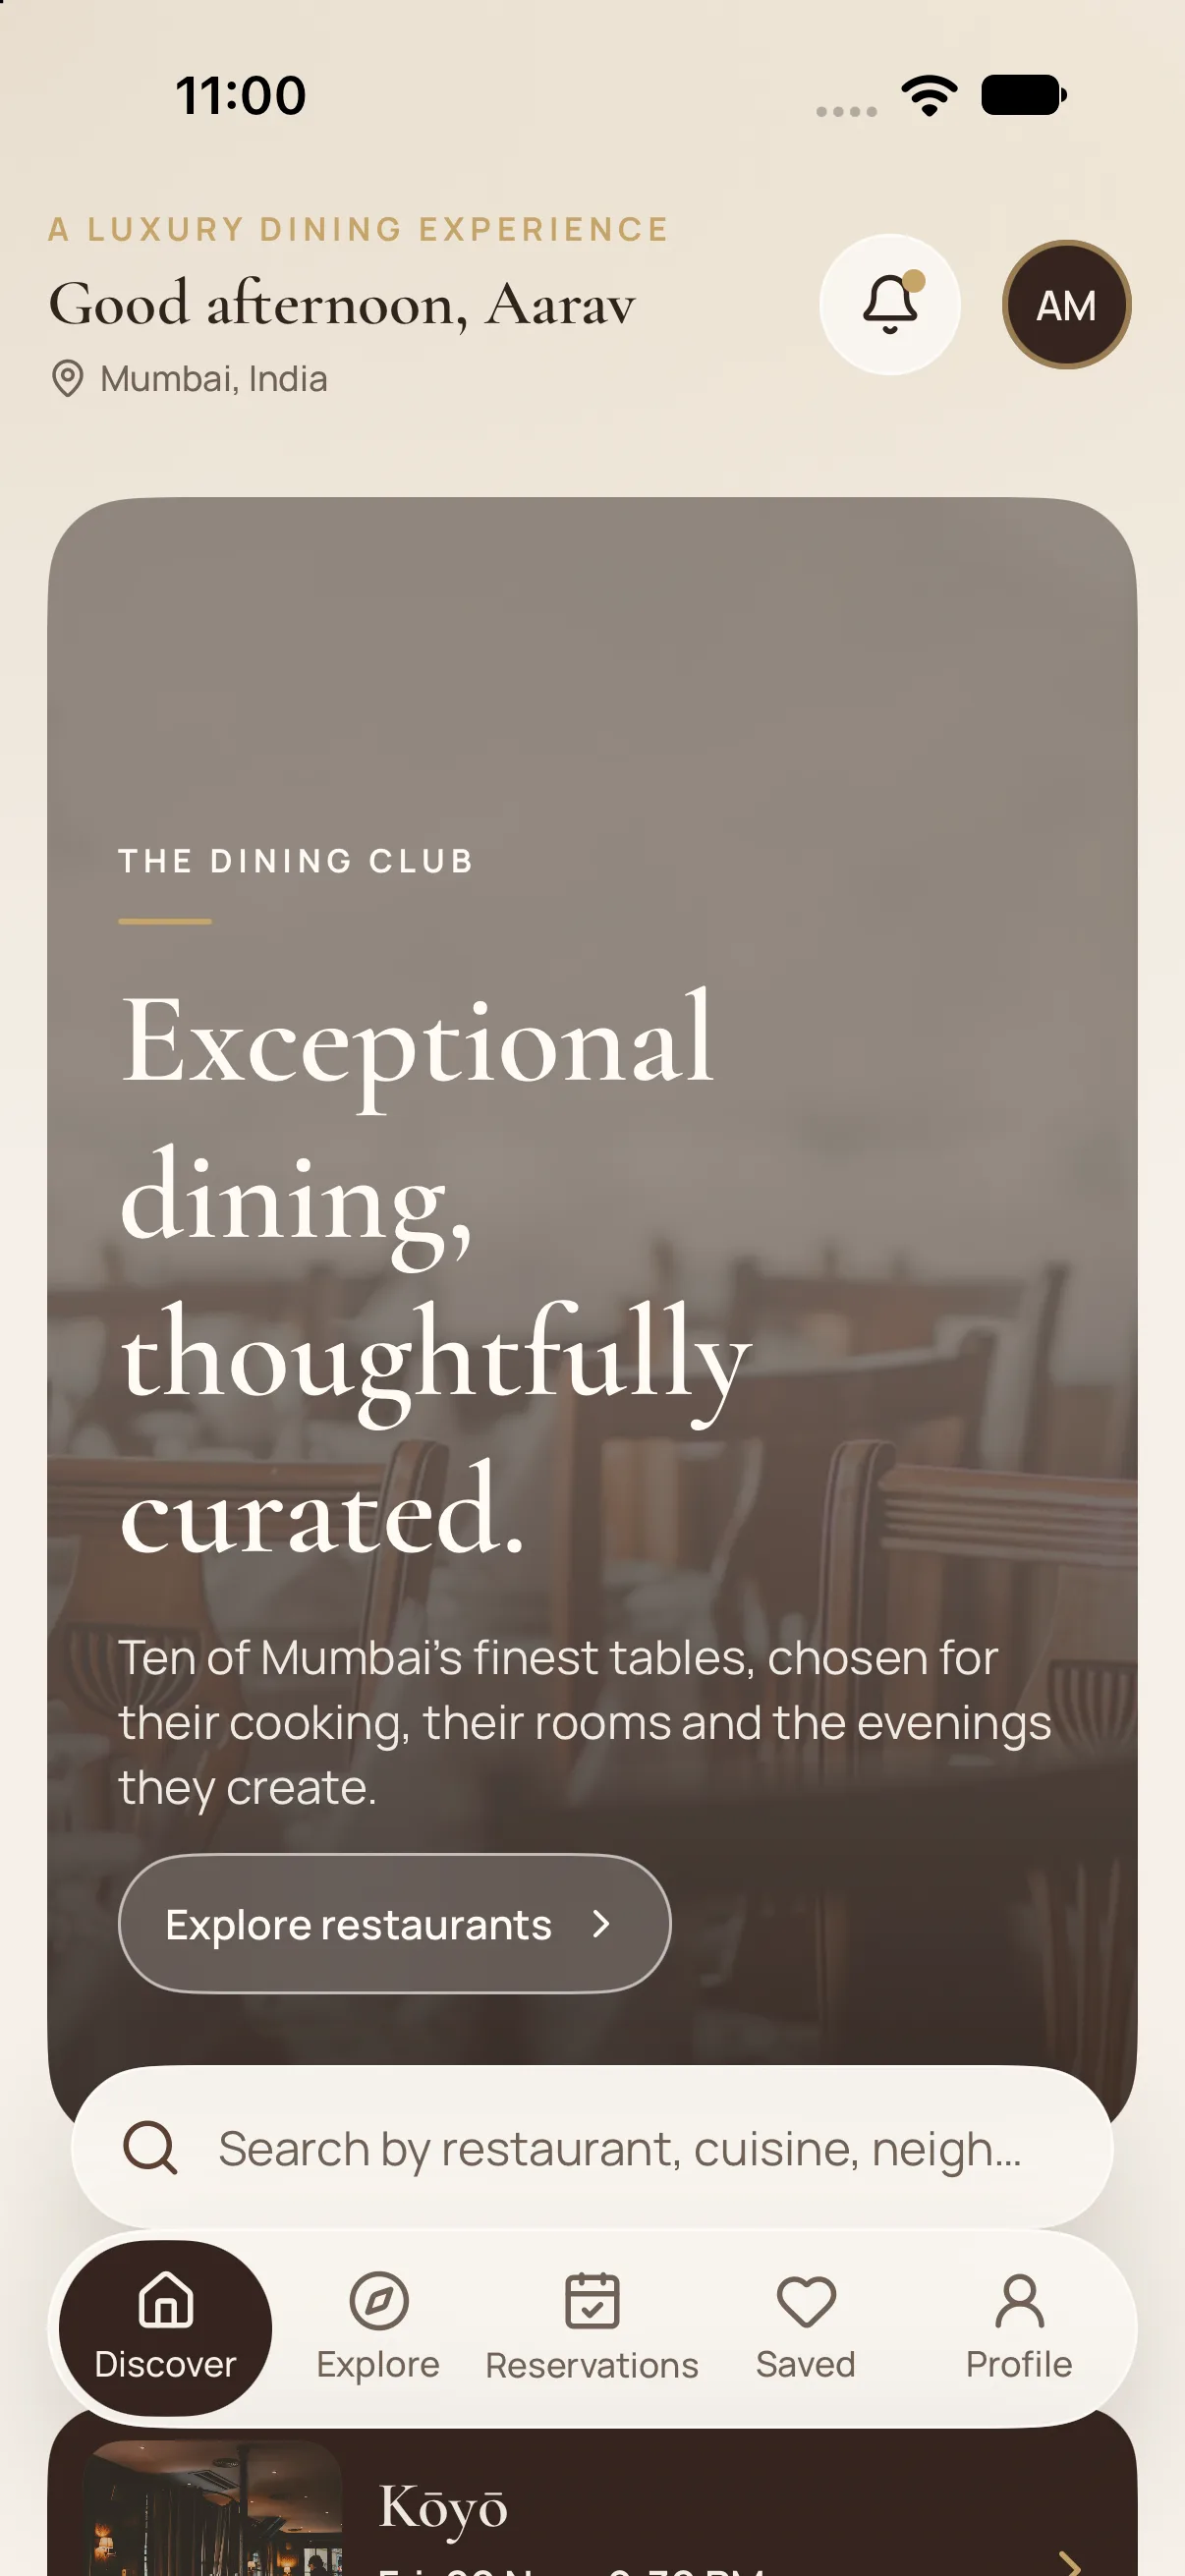 11:00
A LUXURY DINING EXPERIENCE
Good afternoon, Aarav
Mumbai, India
AM
THE DINING CLUB
Exceptional
dining,
thoughtfully
curated.
Ten of Mumbai's finest tables, chosen for
their cooking, their rooms and the evenings
they create.
Explore restaurants
Search by restaurant, cuisine, neigh...
Discover
Explore
Reservations
Saved
Profile
Kōyō